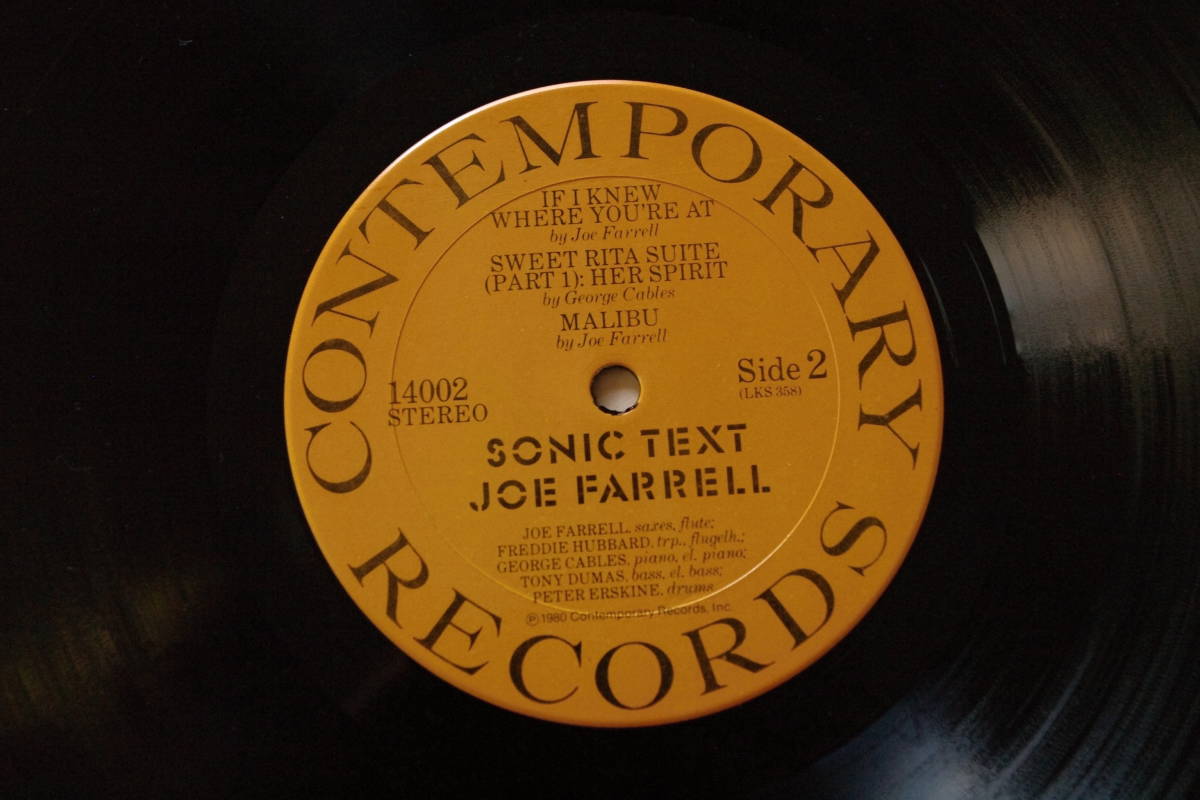 CONTEMPORARY
RECORDS
IF I KNEW
WHERE YOU'RE AT
by Joe Farrell
SWEET RITA SUITE
(PART 1): HER SPIRIT
by George Cables
MALIBU
by Joe Farrell
14002
STEREO
Side 2
(LKS 358)
SONIC TEXT
JOE FARRELL
JOE FARRELL, saxes, flute;
FREDDIE HUBBARD, trp., flugelh.;
GEORGE CABLES, piano, el. piano;
TONY DUMAS, bass, el. bass;
PETER ERSKINE, drums
℗ 1980 Contemporary Records, Inc.